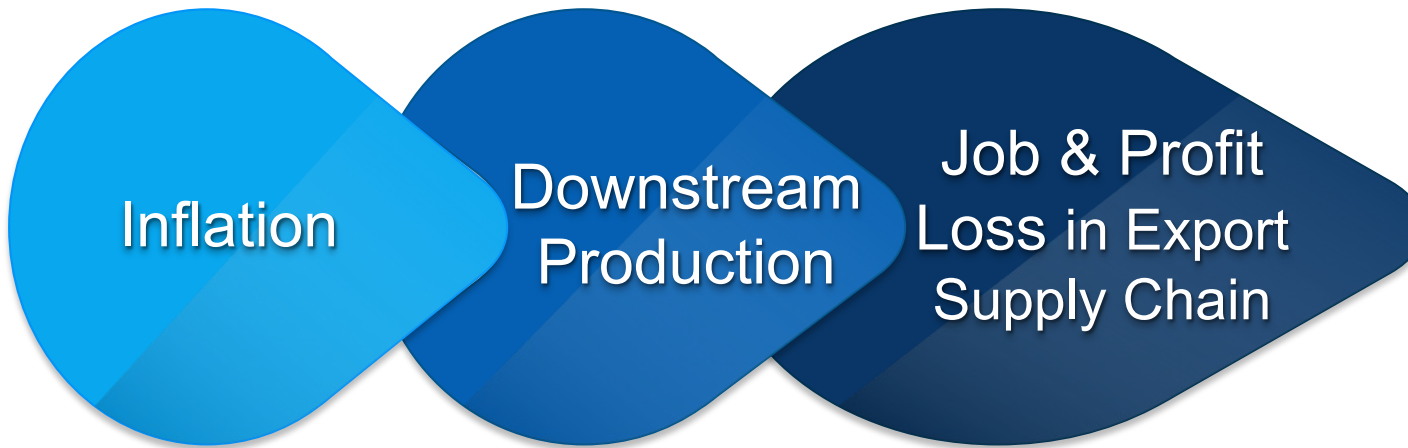 Inflation
Downstream
Production
Job & Profit
Loss in Export
Supply Chain